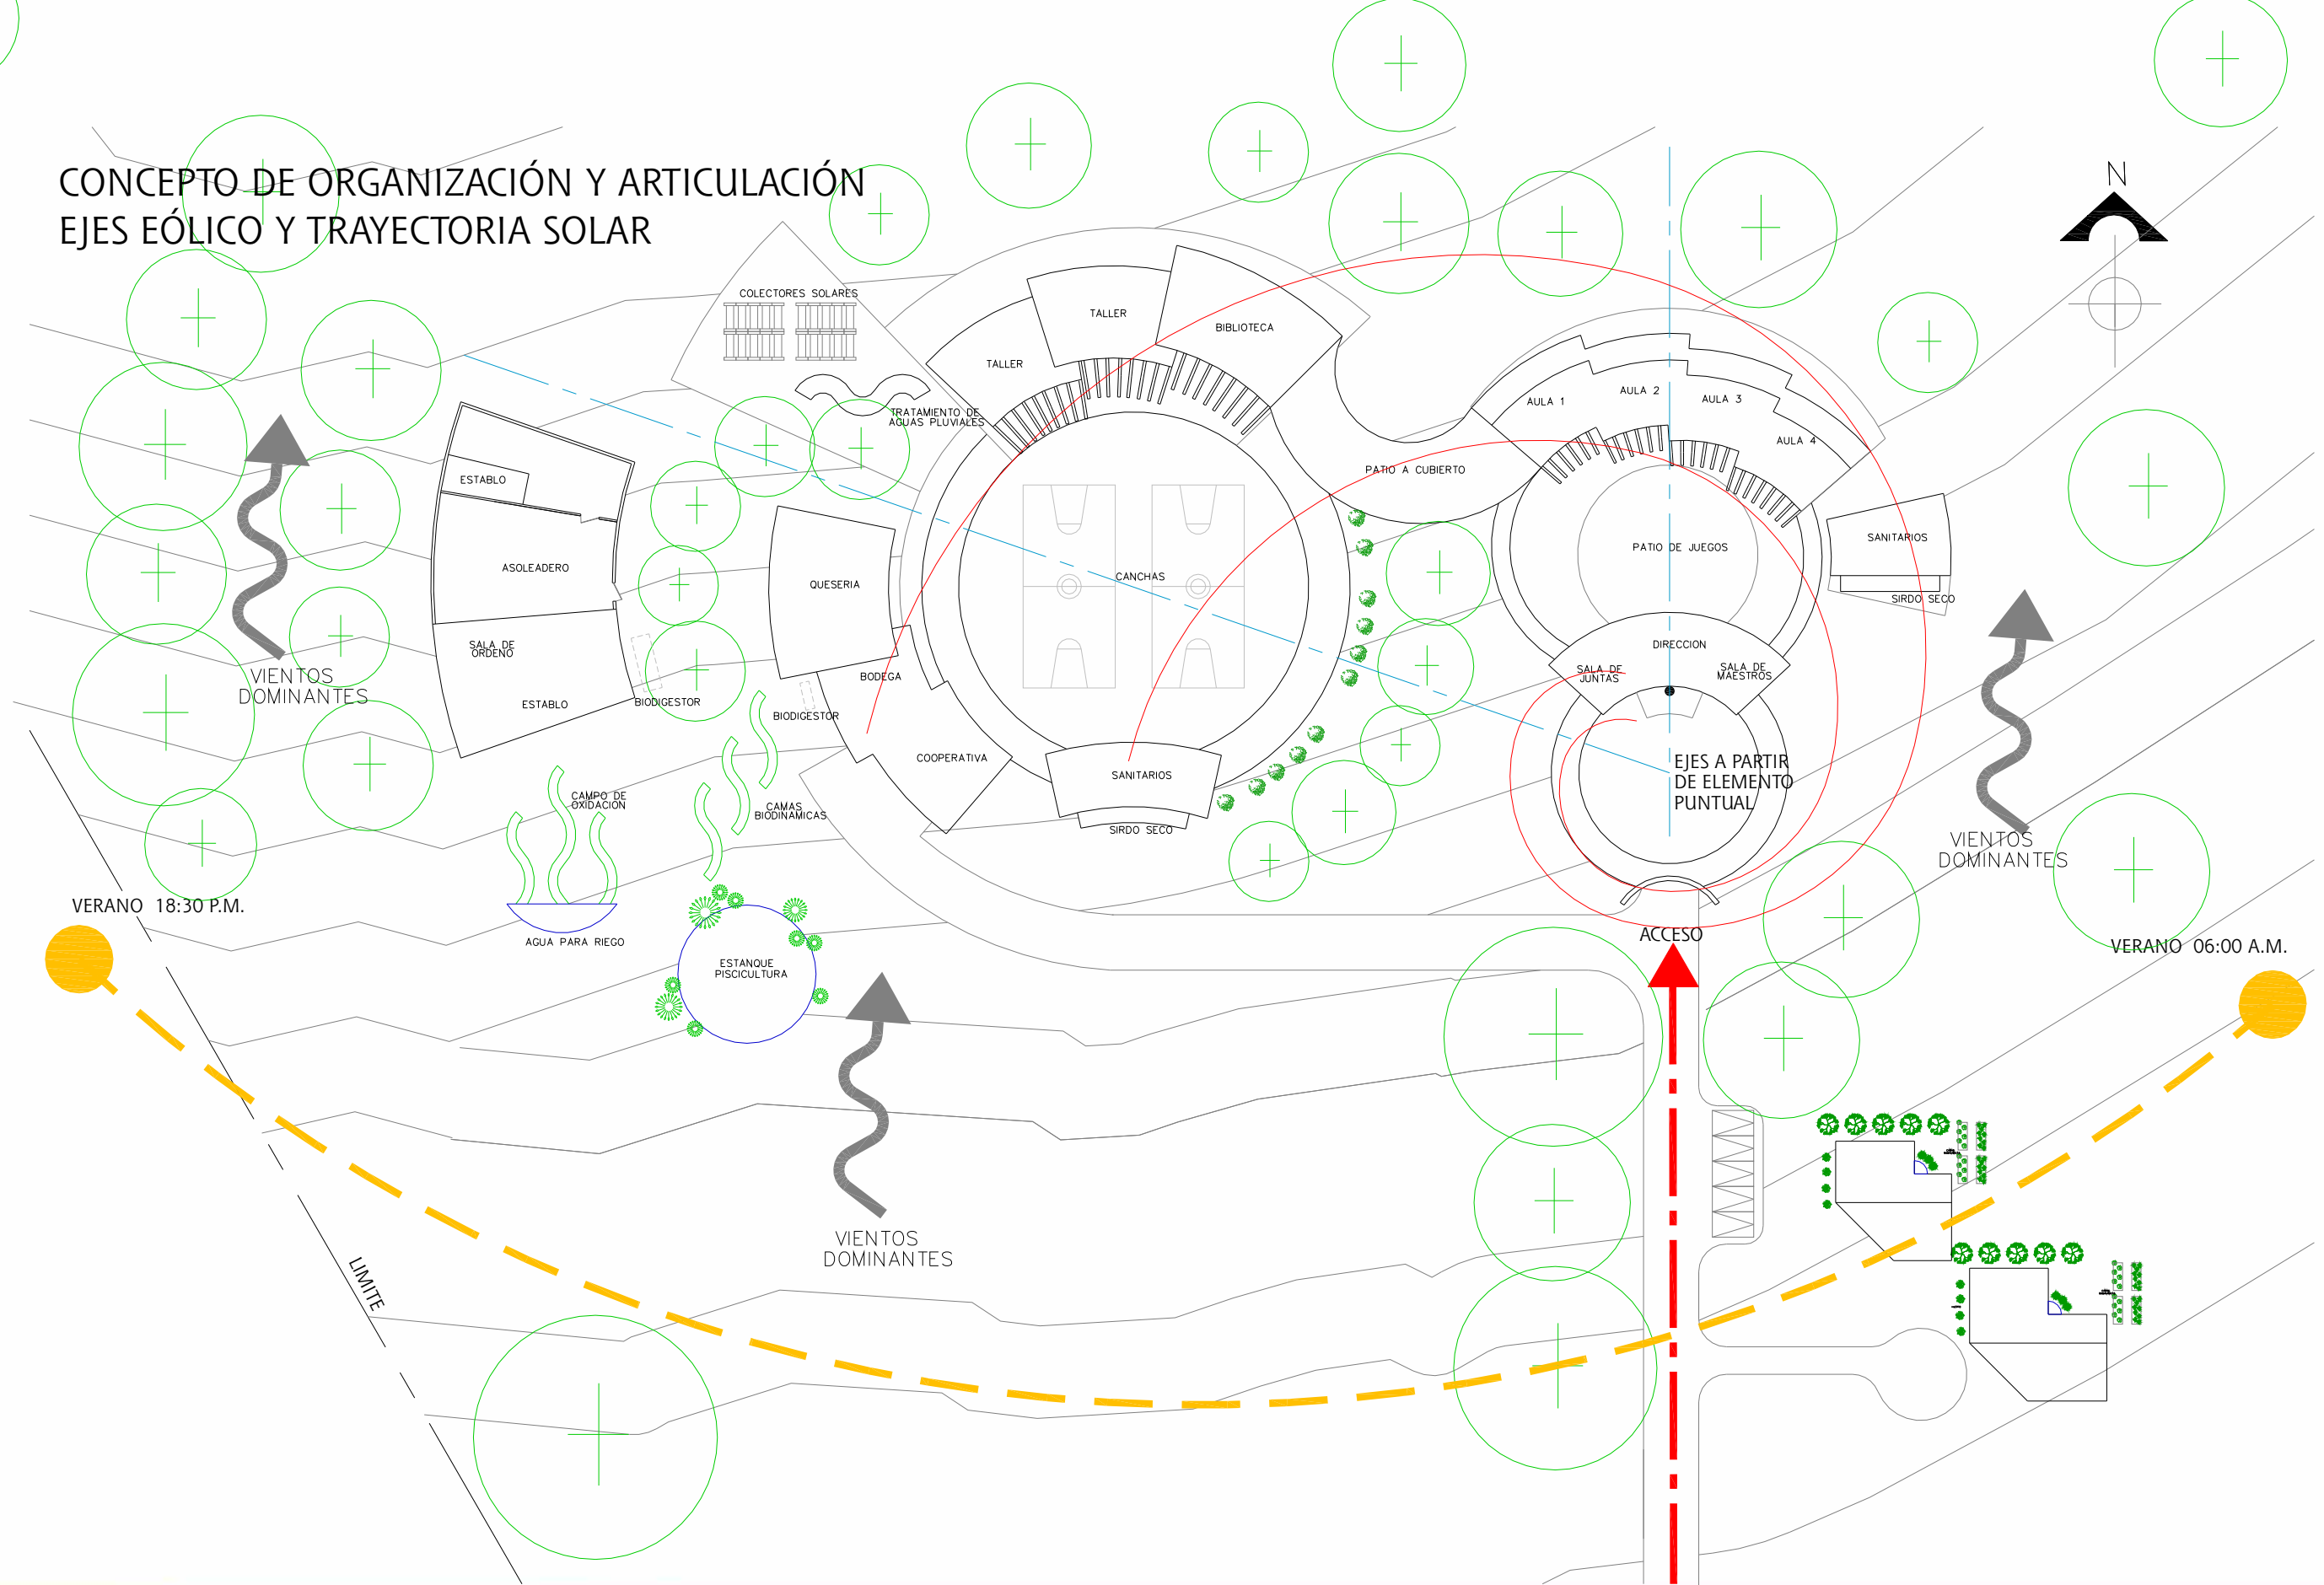 CONCEPTO DE ORGANIZACIÓN Y ARTICULACIÓN
EJES EÓLICO Y TRAYECTORIA SOLAR
N
COLECTORES SOLARES
TALLER
BIBLIOTECA
TALLER
TRATAMIENTO DE
AGUAS PLUVIALES
AULA 1
AULA 2
AULA 3
AULA 4
PATIO A CUBIERTO
ESTABLO
ASOLEADERO
QUESERIA
CANCHAS
PATIO DE JUEGOS
SANITARIOS
SIRDO SECO
SALA DE
ORDEÑO
ESTABLO
BIODIGESTOR
BODEGA
BIODIGESTOR
DIRECCION
SALA DE
JUNTAS
SALA DE
MAESTROS
VIENTOS
DOMINANTES
COOPERATIVA
SANITARIOS
SIRDO SECO
EJES A PARTIR
DE ELEMENTO
PUNTUAL
CAMPO DE
OXIDACION
CAMAS
BIODINAMICAS
VIENTOS
DOMINANTES
VERANO 18:30 P.M.
AGUA PARA RIEGO
ESTANQUE
PISCICULTURA
ACCESO
VERANO 06:00 A.M.
VIENTOS
DOMINANTES
LIMITE